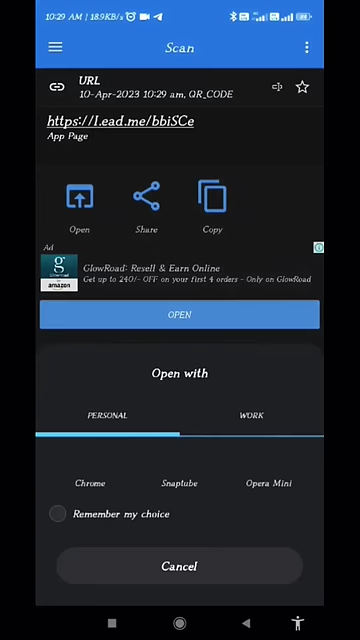 10:29 AM | 18.9KB/s
Scan
URL
10-Apr-2023 10:29 am, QR_CODE
https://l.ead.me/bbiSCe
App Page
Open Share Copy
Ad
g
GlowRoad
amazon
GlowRoad: Resell & Earn Online
Get up to 240/- OFF on your first 4 orders - Only on GlowRoad
OPEN
Open with
PERSONAL WORK
Chrome Snaptube Opera Mini
Remember my choice
Cancel